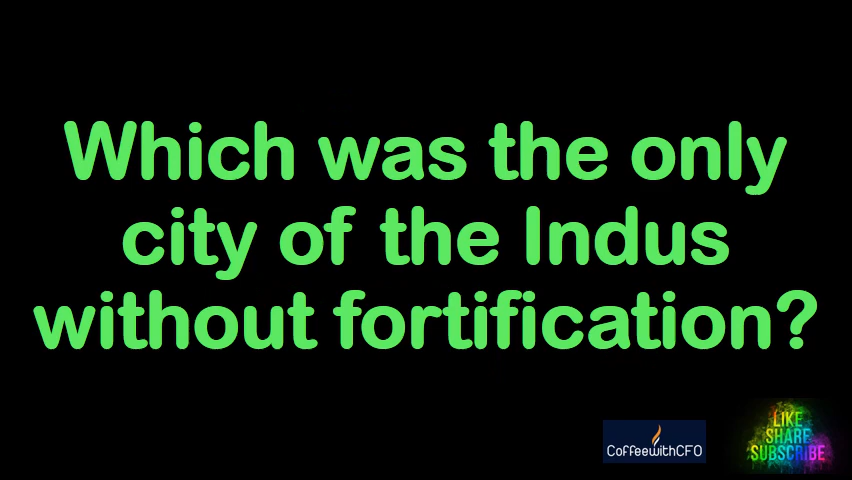 Which was the only
city of the Indus
without fortification?
CoffeewithCFO
LIKE
SHARE
SUBSCRIBE